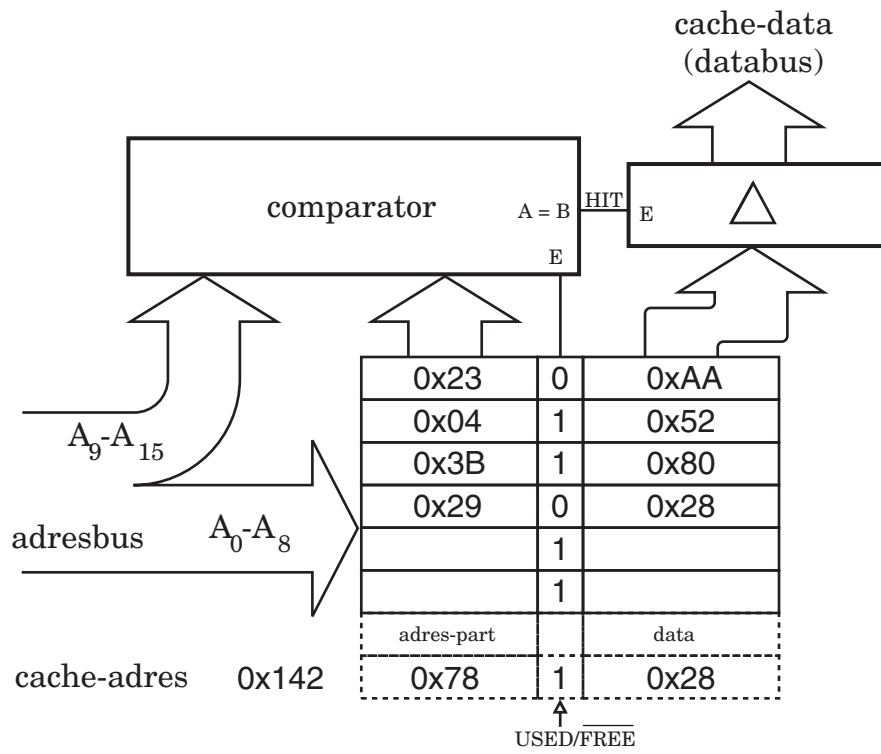 cache-data
(databus)
comparator
A = B
HIT
E
E
0x23 0 0xAA
0x04 1 0x52
A₉-A₁₅
0x3B 1 0x80
0x29 0 0x28
adresbus
A₀-A₈
1
1
adres-part data
cache-adres 0x142 0x78 1 0x28
USED/F̅R̅E̅E̅